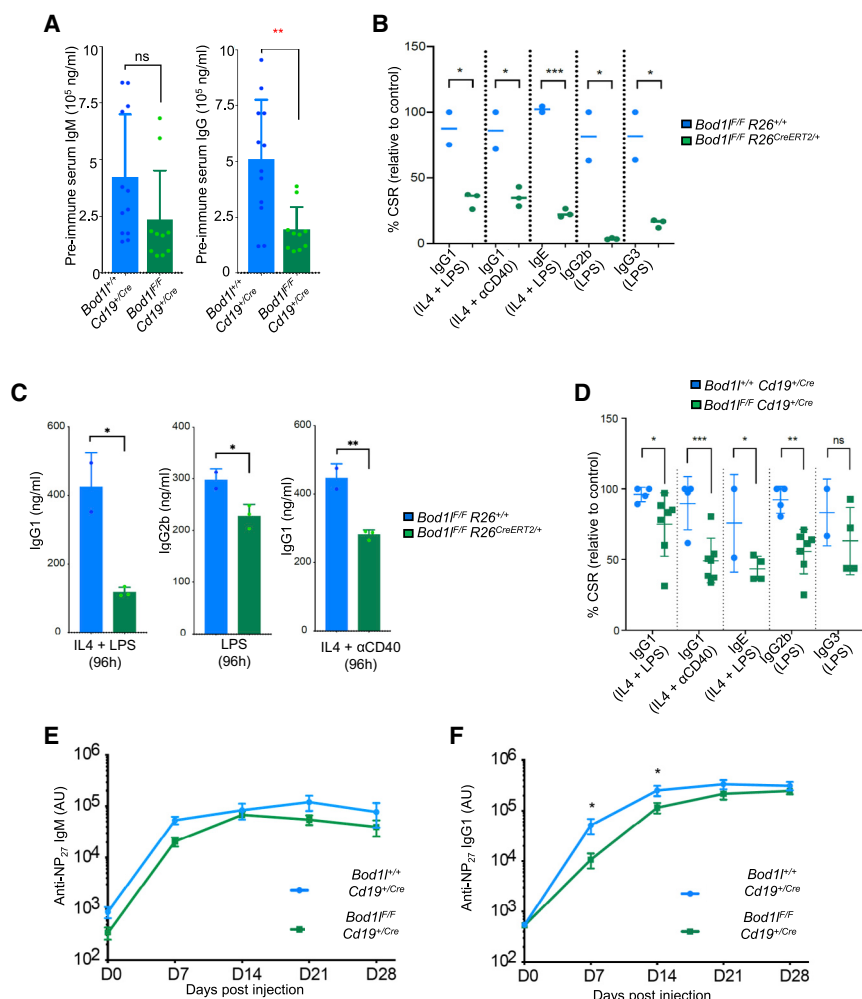 A
Pre-immune serum IgM (10⁵ ng/ml)
10
7.5
5
2.5
0
ns
Bod1l+/+
Cd19+/Cre
Bod1lF/F
Cd19+/Cre
Pre-immune serum IgG (10⁵ ng/ml)
10
7.5
5
2.5
0
**
Bod1l+/+
Cd19+/Cre
Bod1lF/F
Cd19+/Cre
B
% CSR (relative to control)
150
100
50
0
* * *** * *
IgG1
(IL4 + LPS)
IgG1
(IL4 + αCD40)
IgE
(IL4 + LPS)
IgG2b
(LPS)
IgG3
(LPS)
Bod1lF/F R26+/+
Bod1lF/F R26CreERT2/+
C
IgG1 (ng/ml)
600
400
200
0
*
IL4 + LPS
(96h)
IgG2b (ng/ml)
400
300
200
100
0
*
LPS
(96h)
IgG1 (ng/ml)
600
400
200
0
**
IL4 + αCD40
(96h)
Bod1lF/F R26+/+
Bod1lF/F R26CreERT2/+
D
Bod1l+/+ Cd19+/Cre
Bod1lF/F Cd19+/Cre
% CSR (relative to control)
150
100
50
0
* *** * ** ns
IgG1
(IL4 + LPS)
IgG1
(IL4 + αCD40)
IgE
(IL4 + LPS)
IgG2b
(LPS)
IgG3
(LPS)
E
Anti-NP₂₇ IgM (AU)
10⁶
10⁵
10⁴
10³
10²
D0 D7 D14 D21 D28
Days post injection
Bod1l+/+
Cd19+/Cre
Bod1lF/F
Cd19+/Cre
F
Anti-NP₂₇ IgG1 (AU)
10⁶
10⁵
10⁴
10³
10²
* *
D0 D7 D14 D21 D28
Days post injection
Bod1l+/+
Cd19+/Cre
Bod1lF/F
Cd19+/Cre